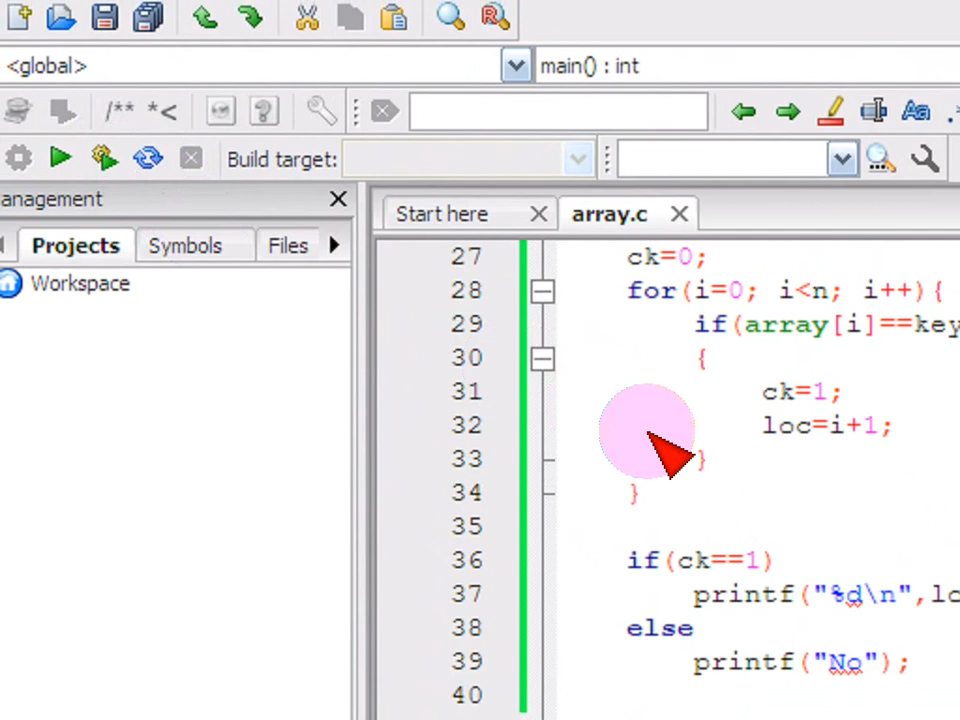 <global> main() : int
/** *<
Build target:
anagement
Start here array.c
Projects Symbols Files
Workspace
27 ck=0;
28 for(i=0; i<n; i++){
29 if(array[i]==key
30 {
31 ck=1;
32 loc=i+1;
33 }
34 }
35
36 if(ck==1)
37 printf("%d\n",lo
38 else
39 printf("No");
40